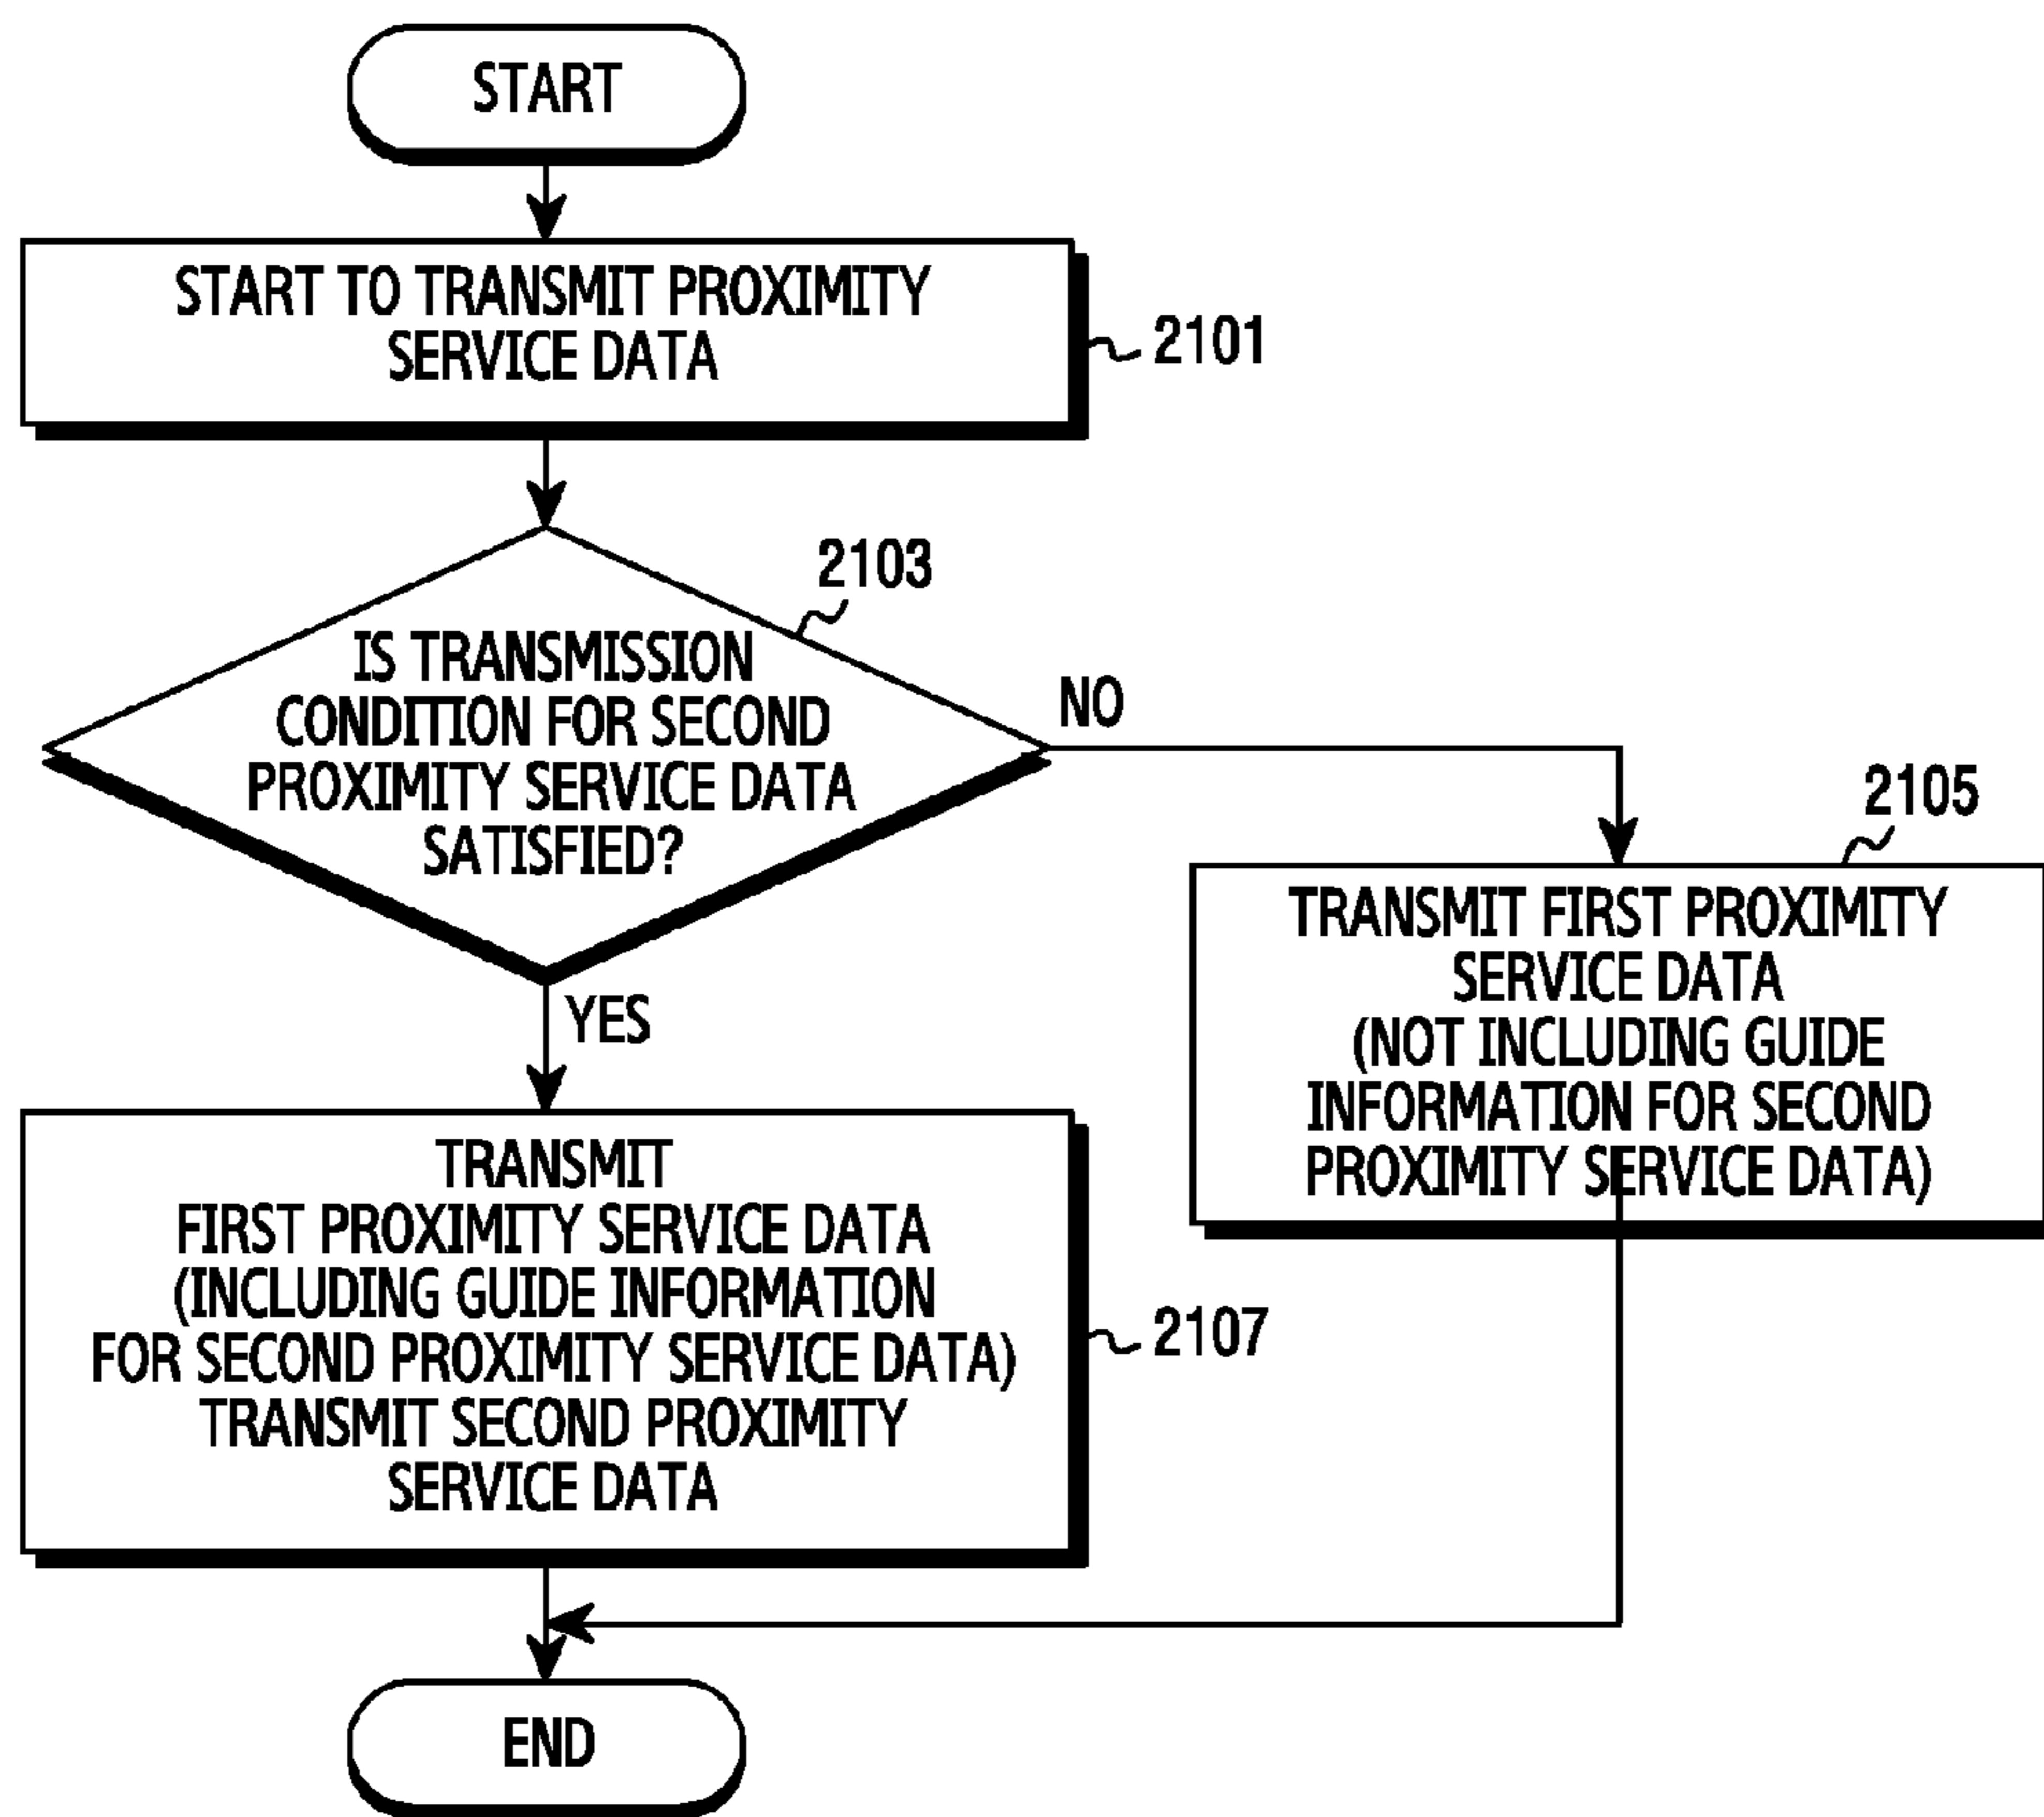 START
START TO TRANSMIT PROXIMITY
SERVICE DATA
2101
2103
IS TRANSMISSION
CONDITION FOR SECOND
PROXIMITY SERVICE DATA
SATISFIED?
NO
YES
2105
TRANSMIT FIRST PROXIMITY
SERVICE DATA
(NOT INCLUDING GUIDE
INFORMATION FOR SECOND
PROXIMITY SERVICE DATA)
TRANSMIT
FIRST PROXIMITY SERVICE DATA
(INCLUDING GUIDE INFORMATION
FOR SECOND PROXIMITY SERVICE DATA)
TRANSMIT SECOND PROXIMITY
SERVICE DATA
2107
END